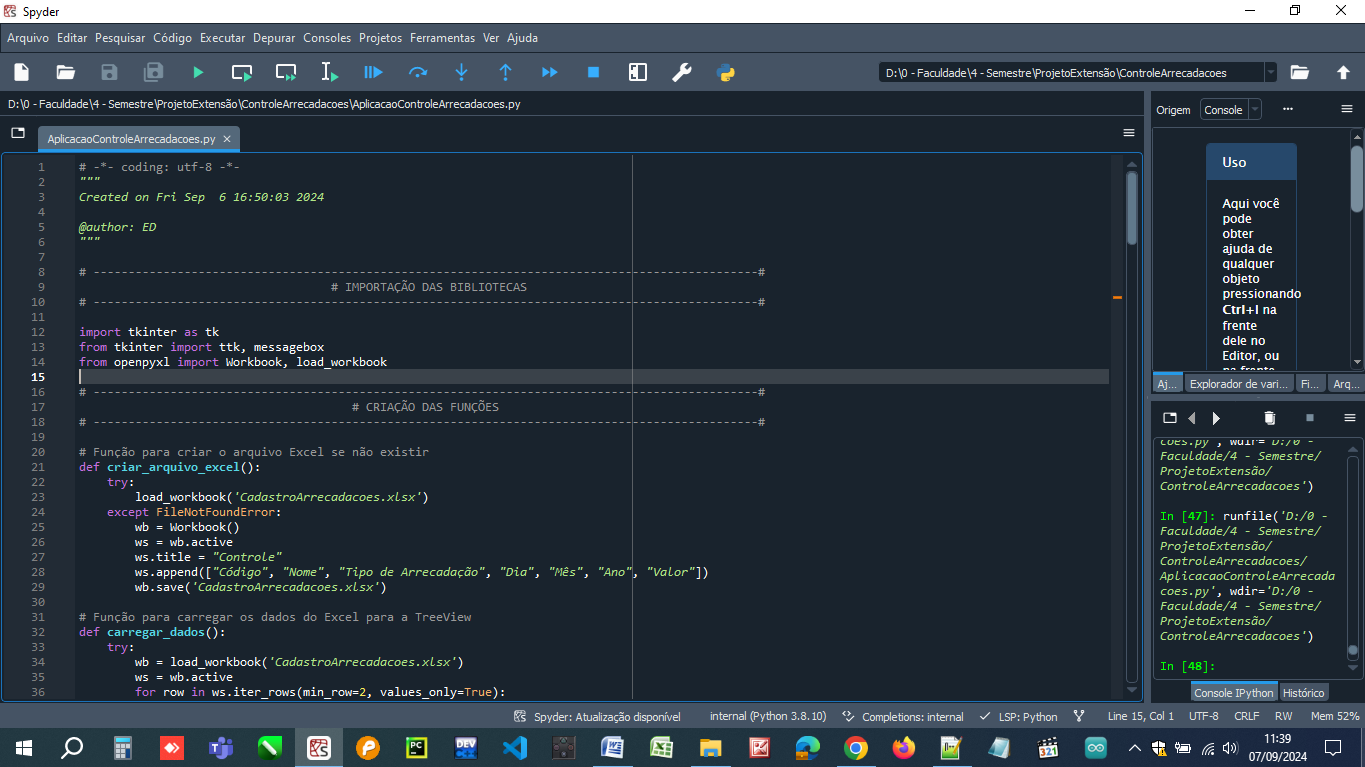 Spyder
Arquivo Editar Pesquisar Código Executar Depurar Consoles Projetos Ferramentas Ver Ajuda
D:\0 - Faculdade\4 - Semestre\ProjetoExtensão\ControleArrecadacoes
D:\0 - Faculdade\4 - Semestre\ProjetoExtensão\ControleArrecadacoes\AplicacaoControleArrecadacoes.py
AplicacaoControleArrecadacoes.py
1 # -*- coding: utf-8 -*-
2 """
3 Created on Fri Sep  6 16:50:03 2024
4
5 @author: ED
6 """
7
8 # -----------------------------------------------------------------------------------------------#
9 # IMPORTAÇÃO DAS BIBLIOTECAS
10 # -----------------------------------------------------------------------------------------------#
11
12 import tkinter as tk
13 from tkinter import ttk, messagebox
14 from openpyxl import Workbook, load_workbook
15
16 # -----------------------------------------------------------------------------------------------#
17 # CRIAÇÃO DAS FUNÇÕES
18 # -----------------------------------------------------------------------------------------------#
19
20 # Função para criar o arquivo Excel se não existir
21 def criar_arquivo_excel():
22     try:
23         load_workbook('CadastroArrecadacoes.xlsx')
24     except FileNotFoundError:
25         wb = Workbook()
26         ws = wb.active
27         ws.title = "Controle"
28         ws.append(["Código", "Nome", "Tipo de Arrecadação", "Dia", "Mês", "Ano", "Valor"])
29         wb.save('CadastroArrecadacoes.xlsx')
30
31 # Função para carregar os dados do Excel para a TreeView
32 def carregar_dados():
33     try:
34         wb = load_workbook('CadastroArrecadacoes.xlsx')
35         ws = wb.active
36         for row in ws.iter_rows(min_row=2, values_only=True):
Origem Console
Uso
Aqui você
pode
obter
ajuda de
qualquer
objeto
pressionando
Ctrl+I na
frente
dele no
Editor, ou
na frente
Aj... Explorador de vari... Fi... Arq...
coes.py', wdir='D:/0 -
Faculdade/4 - Semestre/
ProjetoExtensão/
ControleArrecadacoes')
In [47]: runfile('D:/0 -
Faculdade/4 - Semestre/
ProjetoExtensão/
ControleArrecadacoes/
AplicacaoControleArrecada
coes.py', wdir='D:/0 -
Faculdade/4 - Semestre/
ProjetoExtensão/
ControleArrecadacoes')
In [48]:
Console IPython Histórico
Spyder: Atualização disponível internal (Python 3.8.10) Completions: internal LSP: Python Line 15, Col 1 UTF-8 CRLF RW Mem 52%
PC DEV 321
11:39
07/09/2024